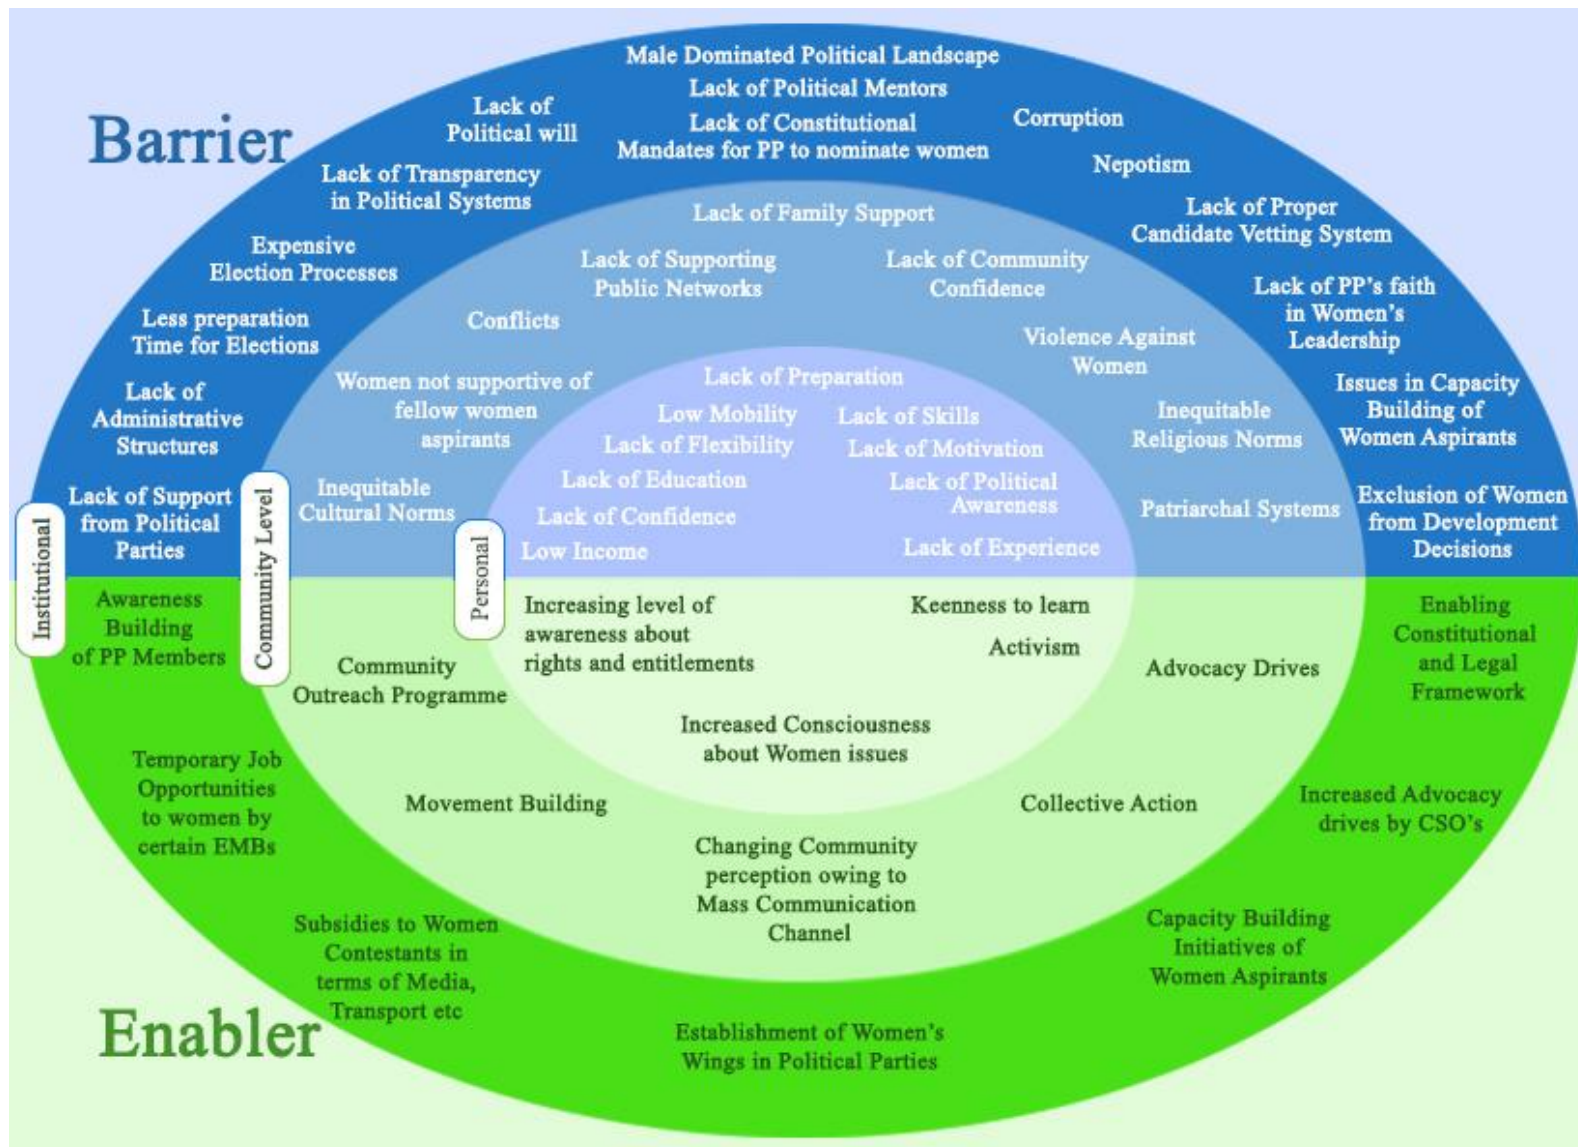 Barrier
Male Dominated Political Landscape
Lack of Political Mentors
Lack of Constitutional
Mandates for PP to nominate women
Lack of
Political will
Corruption
Nepotism
Lack of Transparency
in Political Systems
Lack of Proper
Candidate Vetting System
Expensive
Election Processes
Lack of PP's faith
in Women's
Leadership
Less preparation
Time for Elections
Issues in Capacity
Building of
Women Aspirants
Lack of
Administrative
Structures
Lack of Support
from Political
Parties
Exclusion of Women
from Development
Decisions
Lack of Family Support
Lack of Supporting
Public Networks
Lack of Community
Confidence
Conflicts
Violence Against
Women
Women not supportive of
fellow women
aspirants
Inequitable
Religious Norms
Inequitable
Cultural Norms
Patriarchal Systems
Lack of Preparation
Low Mobility
Lack of Skills
Lack of Flexibility
Lack of Motivation
Lack of Education
Lack of Political
Awareness
Lack of Confidence
Low Income
Lack of Experience
Institutional
Community Level
Personal
Increasing level of
awareness about
rights and entitlements
Keenness to learn
Activism
Increased Consciousness
about Women issues
Community
Outreach Programme
Advocacy Drives
Movement Building
Collective Action
Changing Community
perception owing to
Mass Communication
Channel
Awareness
Building
of PP Members
Enabling
Constitutional
and Legal
Framework
Temporary Job
Opportunities
to women by
certain EMBs
Increased Advocacy
drives by CSO's
Subsidies to Women
Contestants in
terms of Media,
Transport etc
Capacity Building
Initiatives of
Women Aspirants
Establishment of Women's
Wings in Political Parties
Enabler